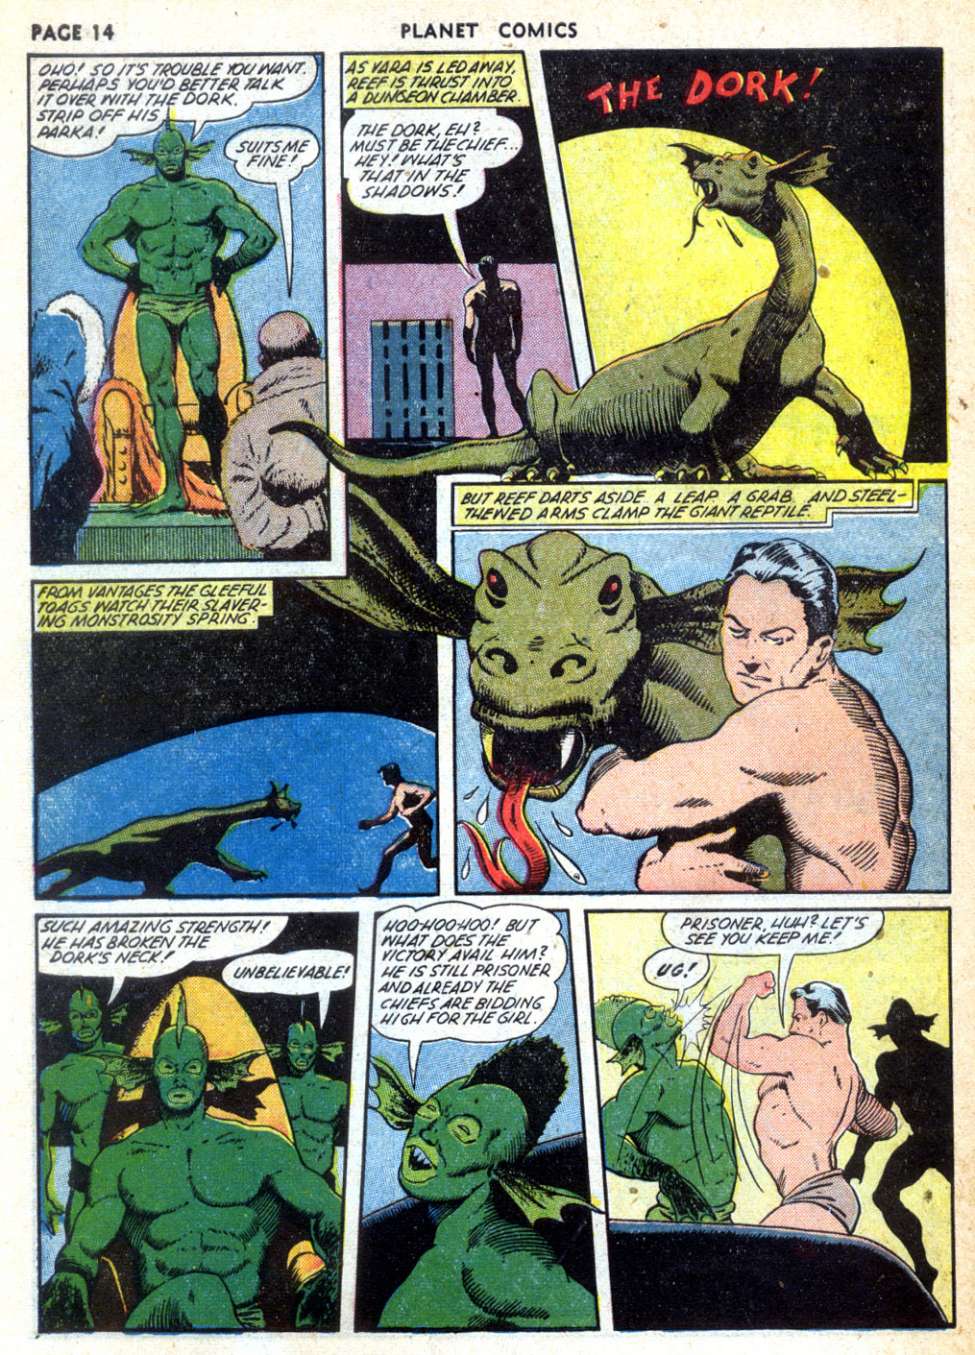 PAGE 14
PLANET COMICS
OHO! SO IT'S TROUBLE YOU WANT.
PERHAPS YOU'D BETTER TALK
IT OVER WITH THE DORK.
STRIP OFF HIS
PARKA!
SUITS ME
FINE!
AS VARA IS LED AWAY,
REEF IS THRUST INTO
A DUNGEON CHAMBER.
THE DORK, EH?
MUST BE THE CHIEF...
HEY! WHAT'S
THAT IN THE
SHADOWS!
THE DORK!
FROM VANTAGES THE GLEEFUL
TOAGS WATCH THEIR SLAVER-
ING MONSTROSITY SPRING.
BUT REEF DARTS ASIDE. A LEAP. A GRAB. AND STEEL-
THEWED ARMS CLAMP THE GIANT REPTILE.
SUCH AMAZING STRENGTH!
HE HAS BROKEN THE
DORK'S NECK!
UNBELIEVABLE!
HOO-HOO-HOO! BUT
WHAT DOES THE
VICTORY AVAIL HIM?
HE IS STILL PRISONER
AND ALREADY THE
CHIEFS ARE BIDDING
HIGH FOR THE GIRL.
PRISONER, HUH? LET'S
SEE YOU KEEP ME!
UG!